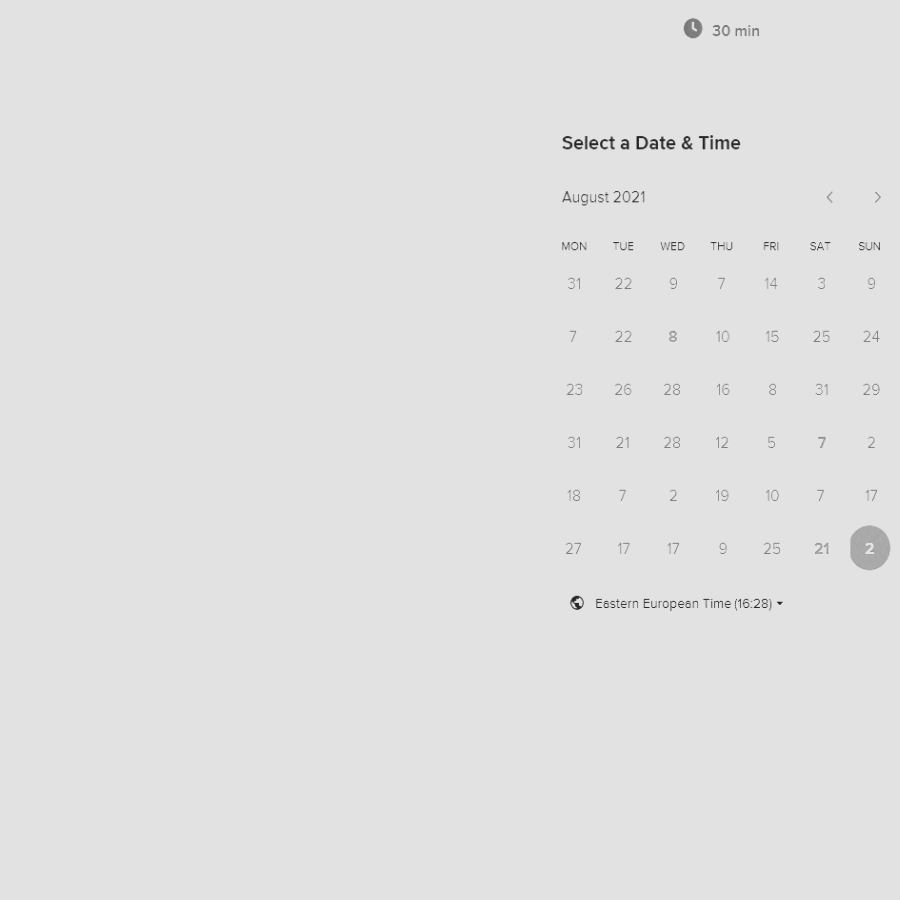 30 min
Select a Date & Time
August 2021
MON TUE WED THU FRI SAT SUN
31 22 9 7 14 3 9
7 22 8 10 15 25 24
23 26 28 16 8 31 29
31 21 28 12 5 7 2
18 7 2 19 10 7 17
27 17 17 9 25 21 2
Eastern European Time (16:28)